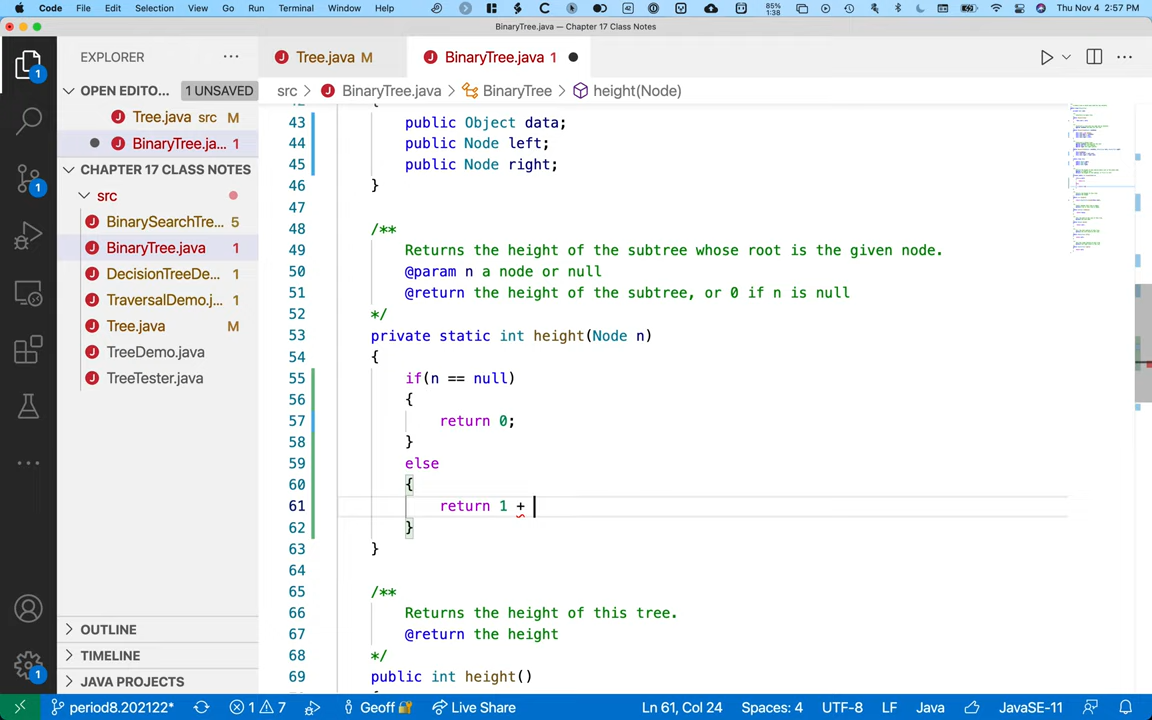 Code File Edit Selection View Go Run Terminal Window Help 85% 1:38 42 Thu Nov 4 2:57 PM
BinaryTree.java — Chapter 17 Class Notes
EXPLORER ...
Tree.java M
BinaryTree.java 1
OPEN EDITO... 1 UNSAVED
src > BinaryTree.java > BinaryTree > height(Node)
Tree.java src M
BinaryTree.ja... 1
CHAPTER 17 CLASS NOTES
src
BinarySearchTre... 5
BinaryTree.java 1
DecisionTreeDe... 1
TraversalDemo.j... 1
Tree.java M
TreeDemo.java
TreeTester.java
OUTLINE
TIMELINE
JAVA PROJECTS
1
1
1
43 public Object data;
44 public Node left;
45 public Node right;
46 }
47
48 /**
49 Returns the height of the subtree whose root is the given node.
50 @param n a node or null
51 @return the height of the subtree, or 0 if n is null
52 */
53 private static int height(Node n)
54 {
55 if(n == null)
56 {
57 return 0;
58 }
59 else
60 {
61 return 1 +
62 }
63 }
64
65 /**
66 Returns the height of this tree.
67 @return the height
68 */
69 public int height()
period8.202122* 1 7 Geoff Live Share Ln 61, Col 24 Spaces: 4 UTF-8 LF Java JavaSE-11